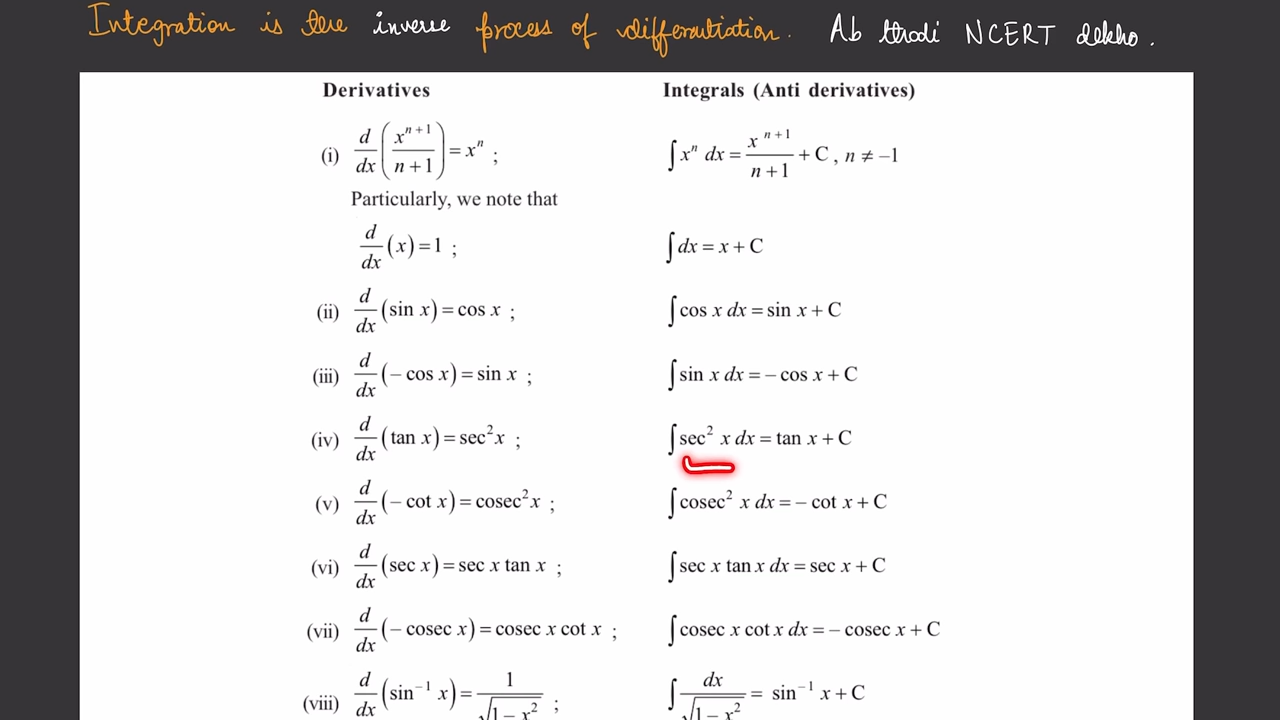 Integration is the inverse process of differentiation. Ab thodi NCERT dekho.
Derivatives Integrals (Anti derivatives)
(i) d/dx (x^(n+1)/(n+1)) = x^n ; ∫ x^n dx = x^(n+1)/(n+1) + C , n ≠ −1
Particularly, we note that
d/dx (x) = 1 ; ∫ dx = x + C
(ii) d/dx (sin x) = cos x ; ∫ cos x dx = sin x + C
(iii) d/dx (− cos x) = sin x ; ∫ sin x dx = − cos x + C
(iv) d/dx (tan x) = sec² x ; ∫ sec² x dx = tan x + C
(v) d/dx (− cot x) = cosec² x ; ∫ cosec² x dx = − cot x + C
(vi) d/dx (sec x) = sec x tan x ; ∫ sec x tan x dx = sec x + C
(vii) d/dx (− cosec x) = cosec x cot x ; ∫ cosec x cot x dx = − cosec x + C
(viii) d/dx (sin⁻¹ x) = 1/√(1 − x²) ; ∫ dx/√(1 − x²) = sin⁻¹ x + C